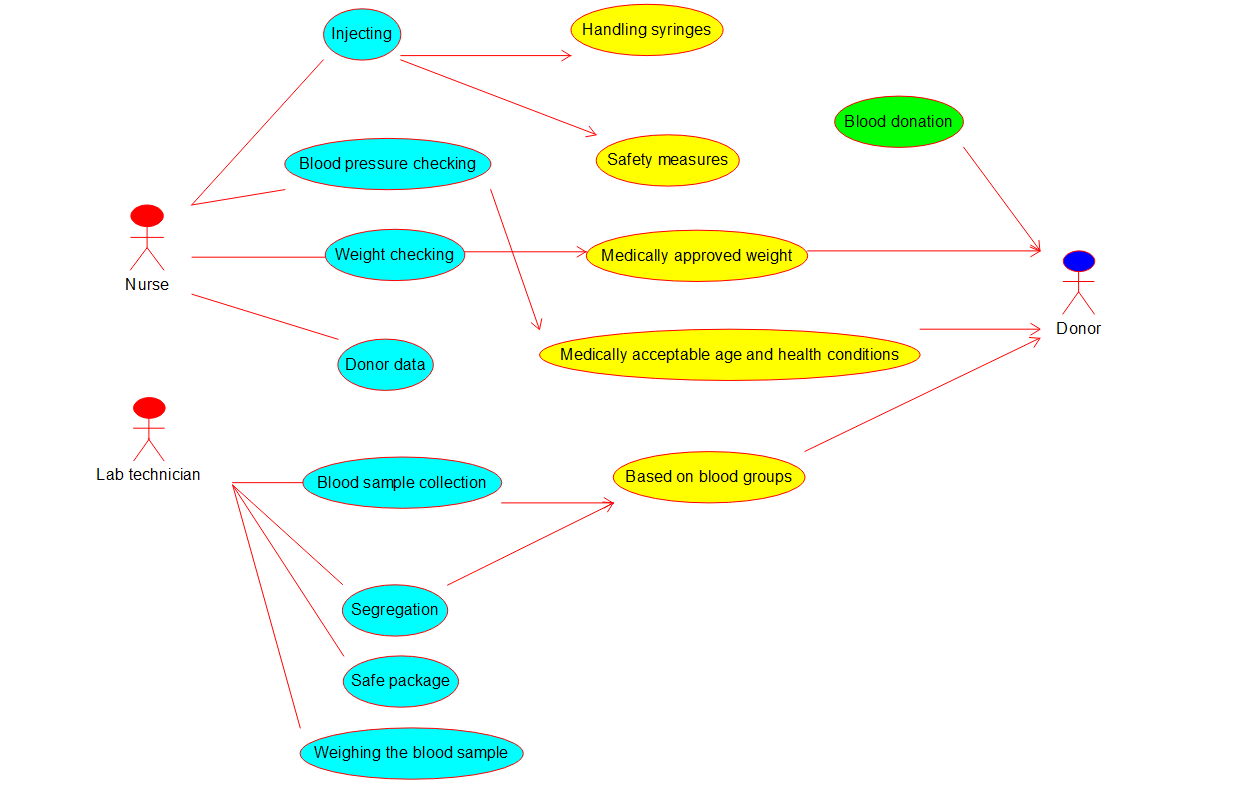 Injecting
Handling syringes
Blood donation
Blood pressure checking
Safety measures
Weight checking
Medically approved weight
Nurse
Donor
Medically acceptable age and health conditions
Donor data
Lab technician
Blood sample collection
Based on blood groups
Segregation
Safe package
Weighing the blood sample